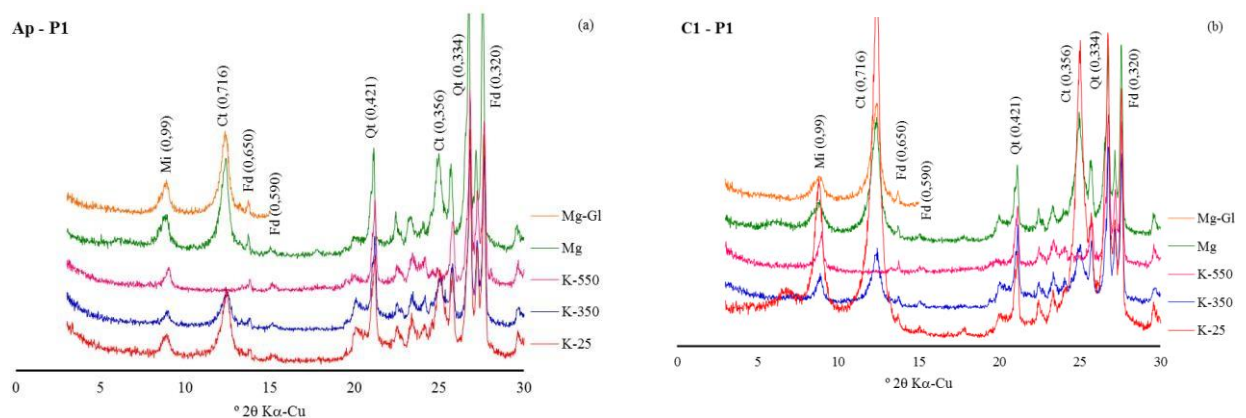 Ap - P1
(a)
Mi (0,99)
Ct (0,716)
Fd (0,650)
Fd (0,590)
Qt (0,421)
Ct (0,356)
Qt (0,334)
Fd (0,320)
Mg-Gl
Mg
K-550
K-350
K-25
0 5 10 15 20 25 30
º 2θ Kα-Cu
C1 - P1
(b)
Mi (0,99)
Ct (0,716)
Fd (0,650)
Fd (0,590)
Qt (0,421)
Ct (0,356)
Qt (0,334)
Fd (0,320)
Mg-Gl
Mg
K-550
K-350
K-25
0 5 10 15 20 25 30
º 2θ Kα-Cu